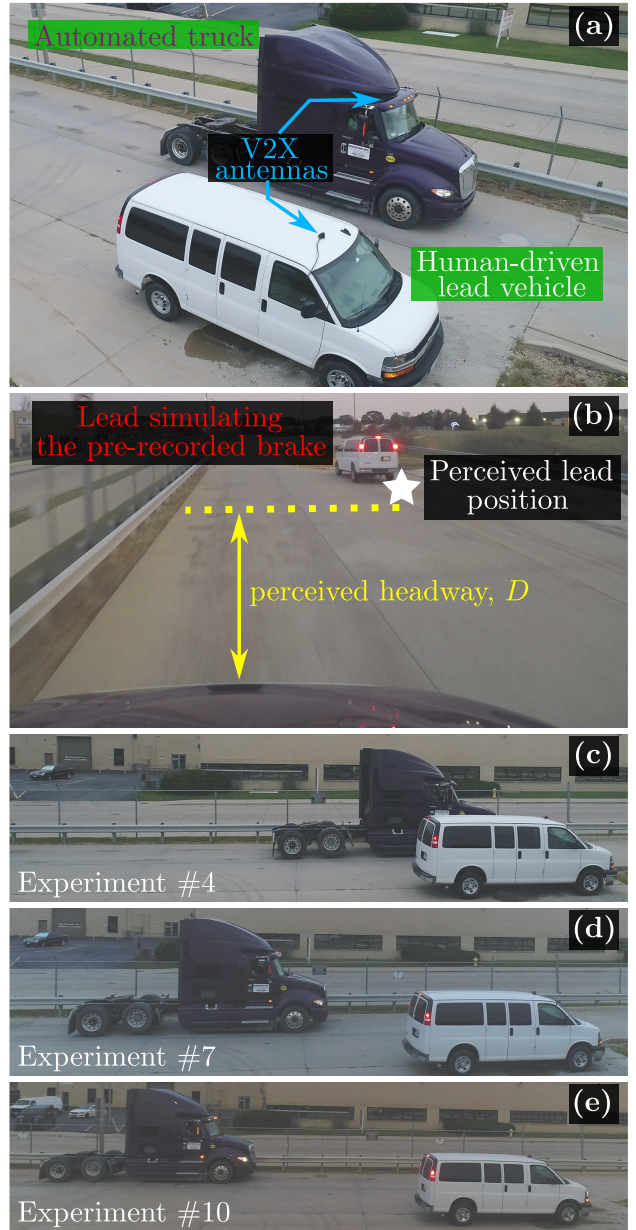 (a)
Automated truck
V2X
antennas
Human-driven
lead vehicle
(b)
Lead simulating
the pre-recorded brake
Perceived lead
position
perceived headway, D
(c)
Experiment #4
(d)
Experiment #7
(e)
Experiment #10